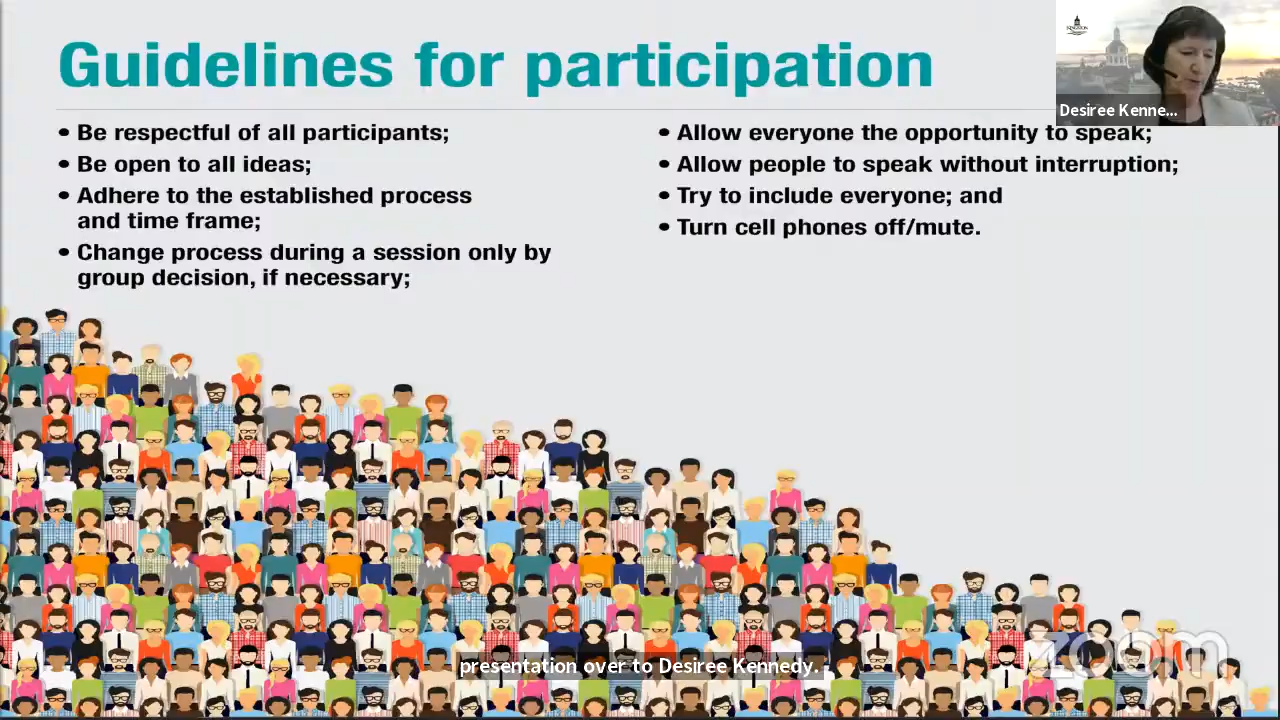 Guidelines for participation
• Be respectful of all participants;
• Be open to all ideas;
• Adhere to the established process
and time frame;
• Change process during a session only by
group decision, if necessary;
• Allow everyone the opportunity to speak;
• Allow people to speak without interruption;
• Try to include everyone; and
• Turn cell phones off/mute.
Desiree Kenne...
presentation over to Desiree Kennedy.
zoom